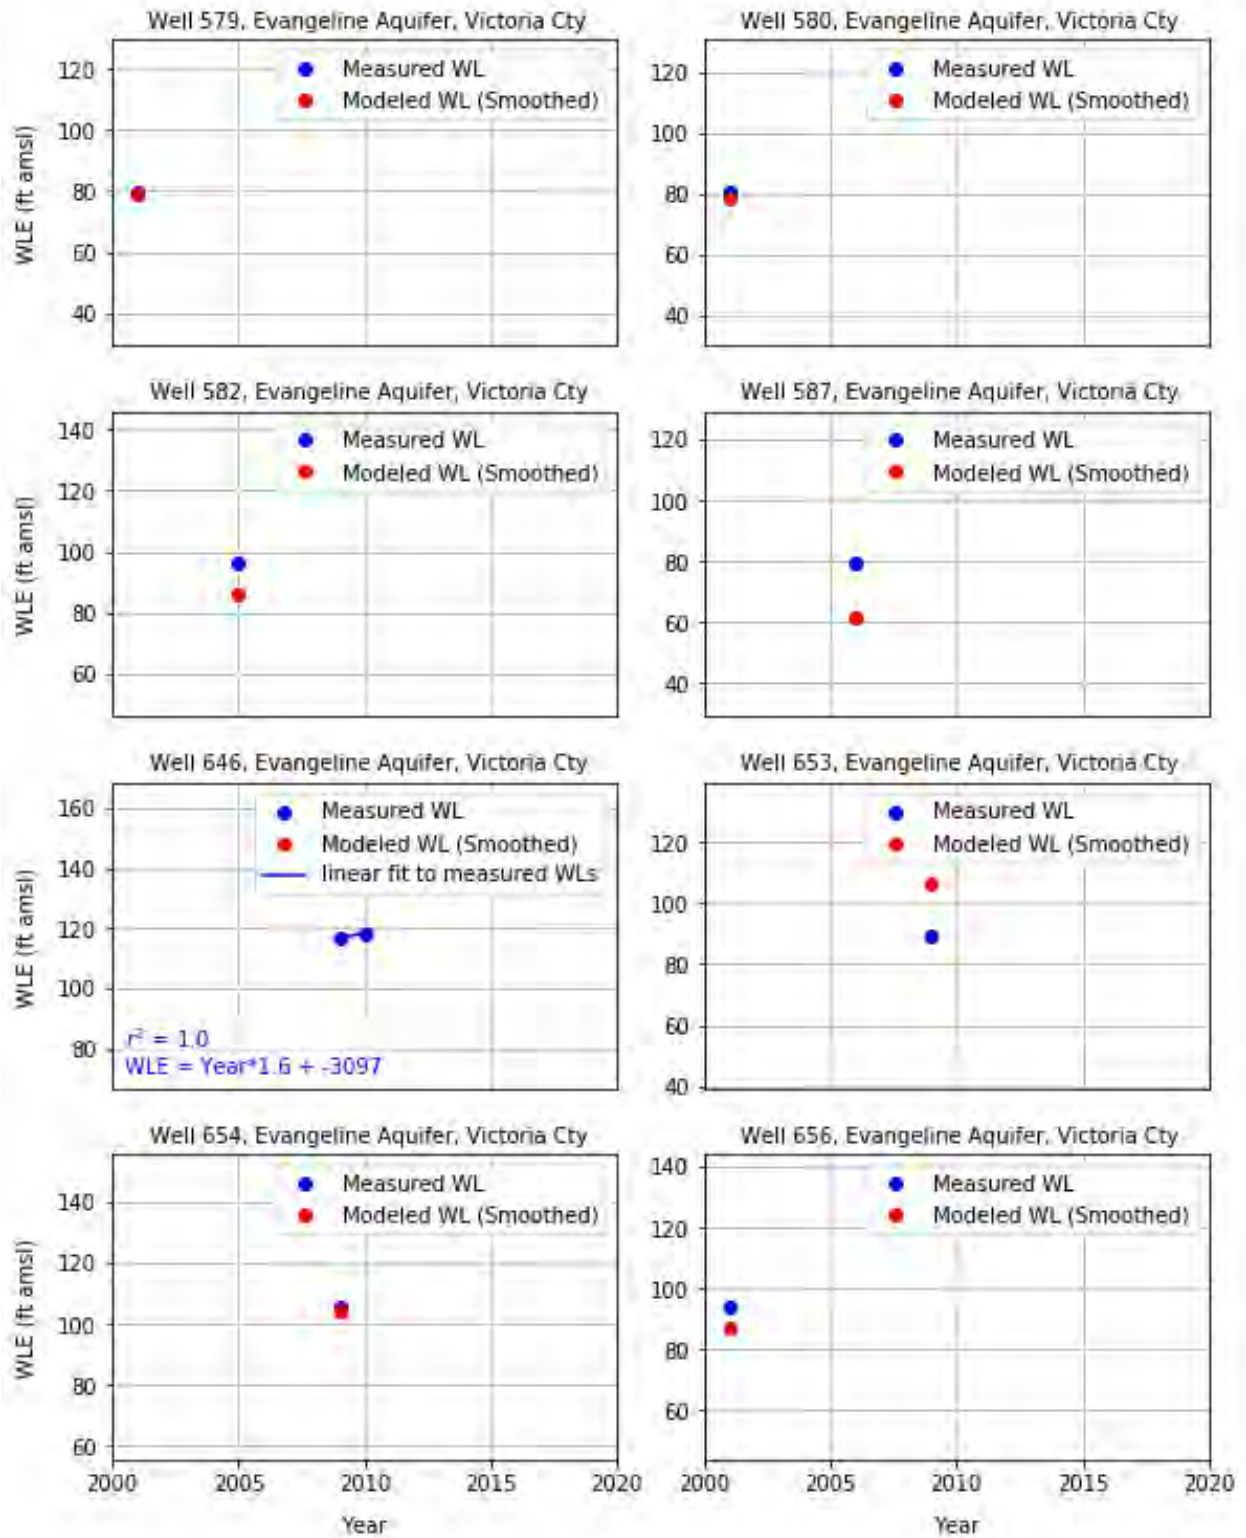 Well 579, Evangeline Aquifer, Victoria Cty
Measured WL
Modeled WL (Smoothed)
WLE (ft amsl)
120
100
80
60
40
Well 580, Evangeline Aquifer, Victoria Cty
Measured WL
Modeled WL (Smoothed)
120
100
80
60
40
Well 582, Evangeline Aquifer, Victoria Cty
Measured WL
Modeled WL (Smoothed)
WLE (ft amsl)
140
120
100
80
60
Well 587, Evangeline Aquifer, Victoria Cty
Measured WL
Modeled WL (Smoothed)
120
100
80
60
40
Well 646, Evangeline Aquifer, Victoria Cty
Measured WL
Modeled WL (Smoothed)
linear fit to measured WLs
WLE (ft amsl)
160
140
120
100
80
r² = 1.0
WLE = Year*1.6 + -3097
Well 653, Evangeline Aquifer, Victoria Cty
Measured WL
Modeled WL (Smoothed)
120
100
80
60
40
Well 654, Evangeline Aquifer, Victoria Cty
Measured WL
Modeled WL (Smoothed)
WLE (ft amsl)
140
120
100
80
60
2000 2005 2010 2015 2020
Year
Well 656, Evangeline Aquifer, Victoria Cty
Measured WL
Modeled WL (Smoothed)
140
120
100
80
60
2000 2005 2010 2015 2020
Year